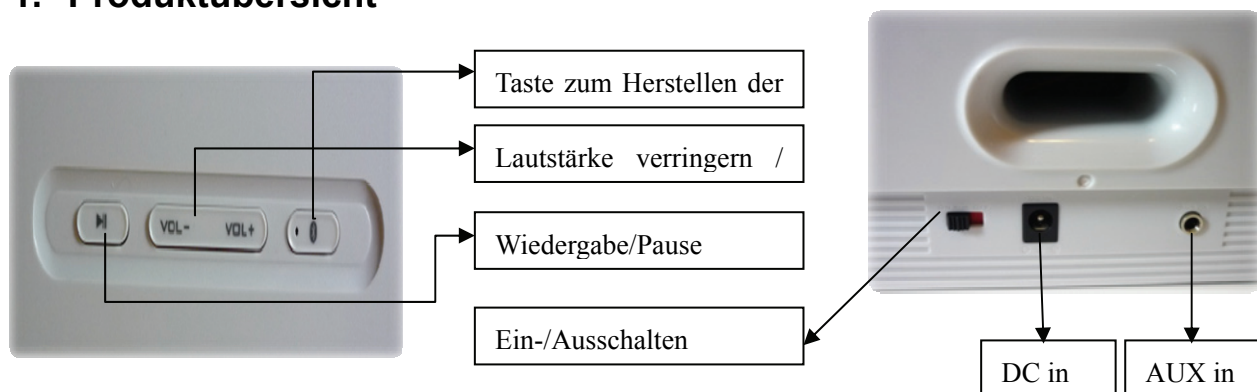 1. Produktübersicht
Taste zum Herstellen der
Lautstärke verringern /
Wiedergabe/Pause
Ein-/Ausschalten
VOL- VOL+
DC in
AUX in